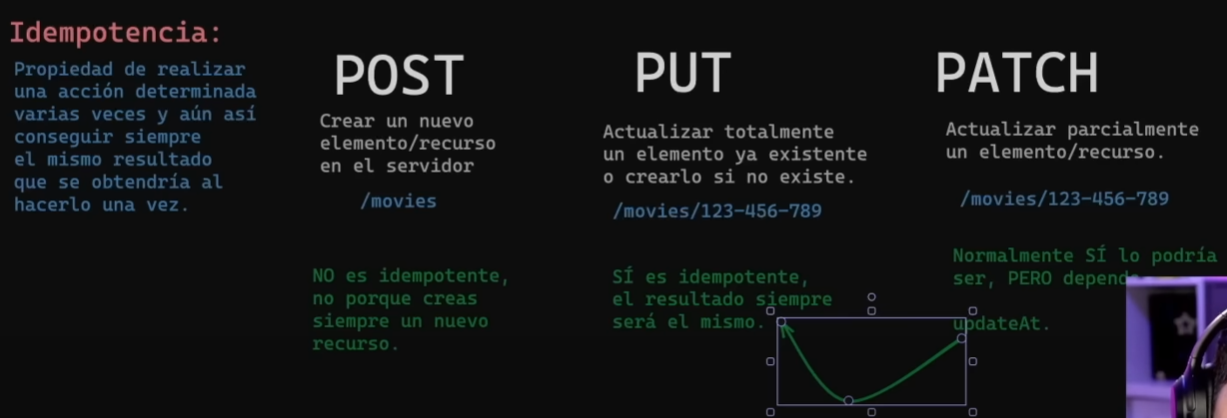 Idempotencia:
Propiedad de realizar
una acción determinada
varias veces y aún así
conseguir siempre
el mismo resultado
que se obtendría al
hacerlo una vez.
POST
Crear un nuevo
elemento/recurso
en el servidor
/movies
NO es idempotente,
no porque creas
siempre un nuevo
recurso.
PUT
Actualizar totalmente
un elemento ya existente
o crearlo si no existe.
/movies/123-456-789
SÍ es idempotente,
el resultado siempre
será el mismo.
PATCH
Actualizar parcialmente
un elemento/recurso.
/movies/123-456-789
Normalmente SÍ lo podría
ser, PERO depende
updateAt.